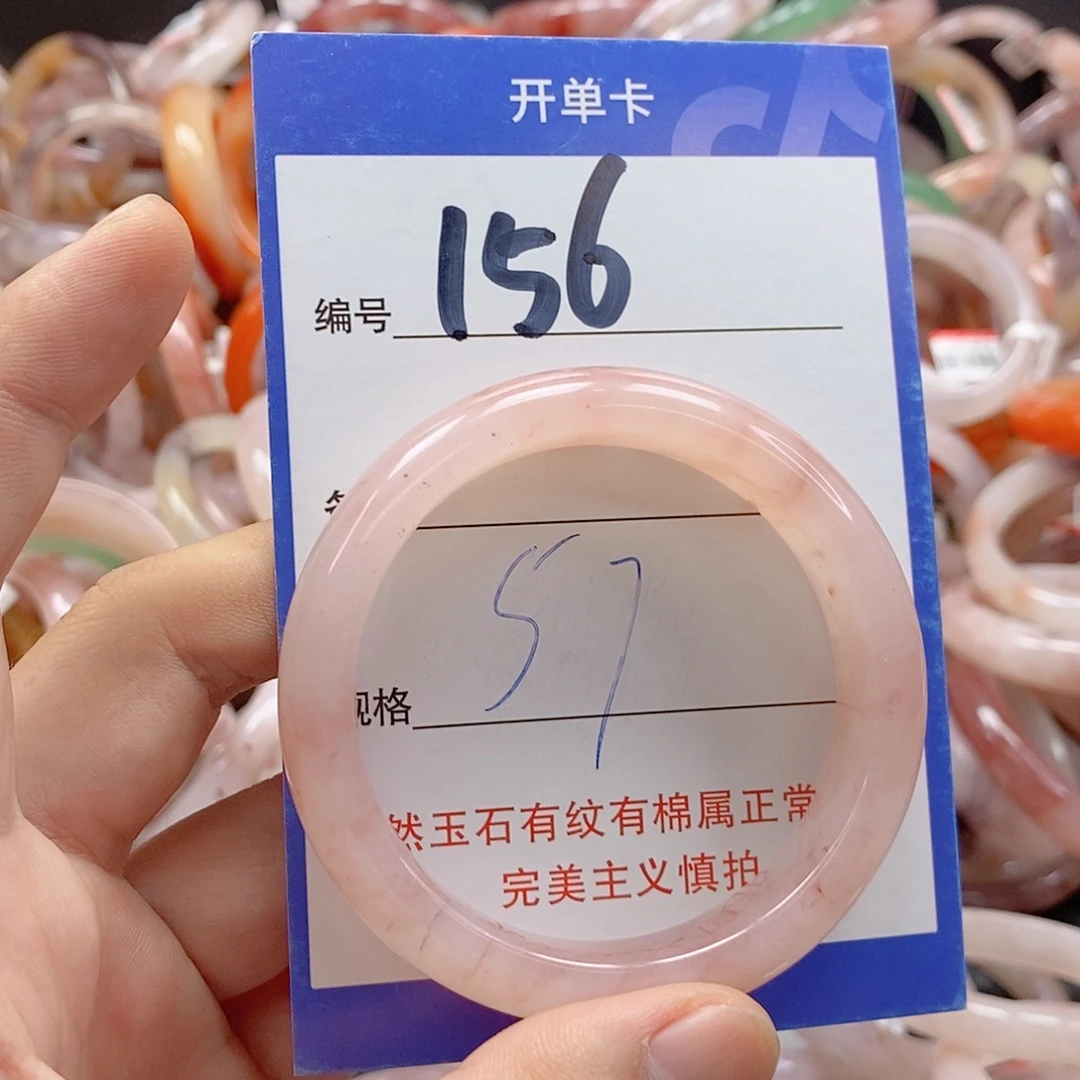 开单卡
编号 156
规格 57
然玉石有纹有棉属正常
完美主义慎拍